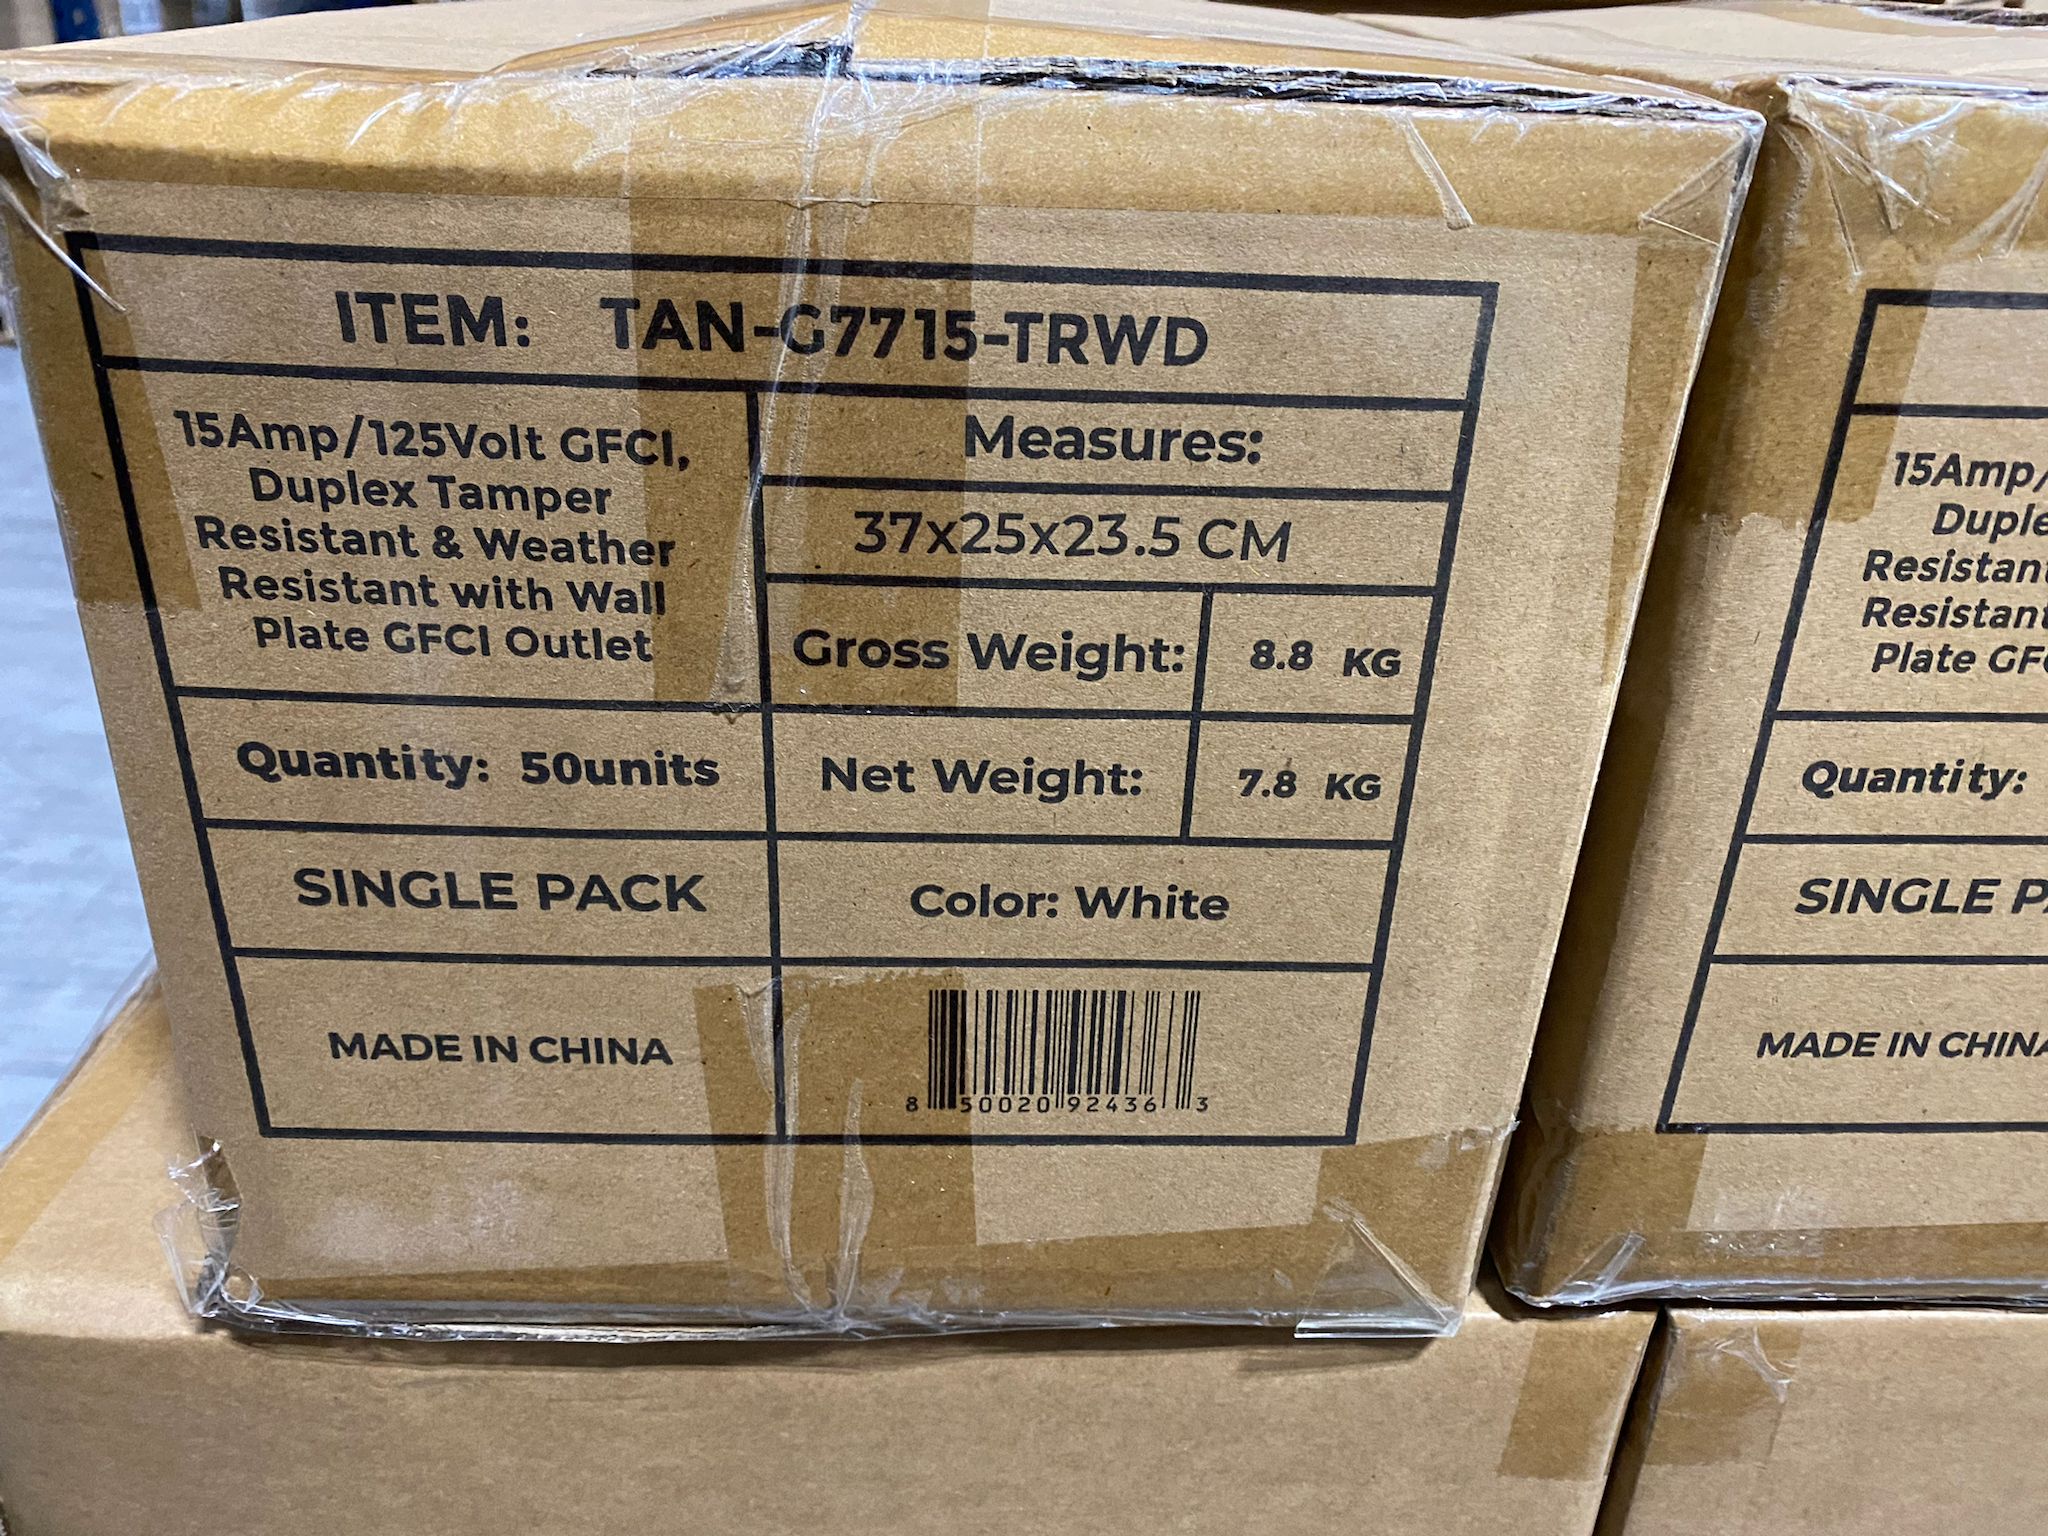 ITEM: TAN-G7715-TRWD
15Amp/125Volt GFCI,
Duplex Tamper
Resistant & Weather
Resistant with Wall
Plate GFCI Outlet
Measures:
37x25x23.5 CM
Gross Weight: 8.8 KG
Quantity: 50units
Net Weight: 7.8 KG
SINGLE PACK
Color: White
MADE IN CHINA
8 50020 92436 3
15Amp/
Duple
Resistant
Resistant
Plate GF
Quantity:
SINGLE P
MADE IN CHINA